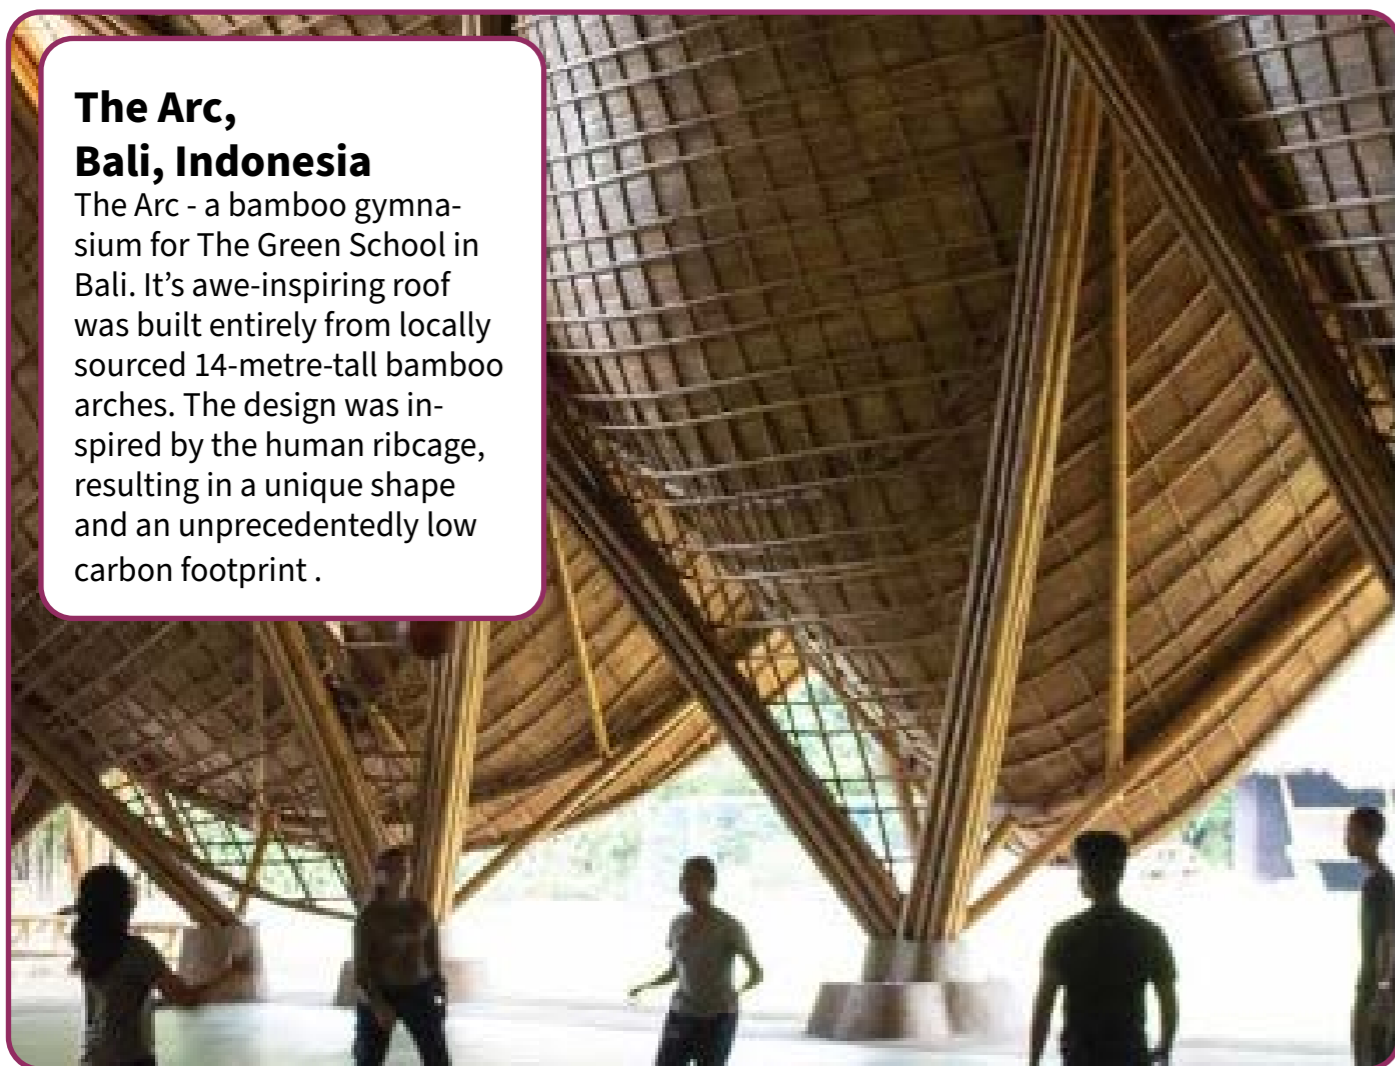 The Arc,
Bali, Indonesia
The Arc - a bamboo gymna-
sium for The Green School in
Bali. It’s awe-inspiring roof
was built entirely from locally
sourced 14-metre-tall bamboo
arches. The design was in-
spired by the human ribcage,
resulting in a unique shape
and an unprecedentedly low
carbon footprint .